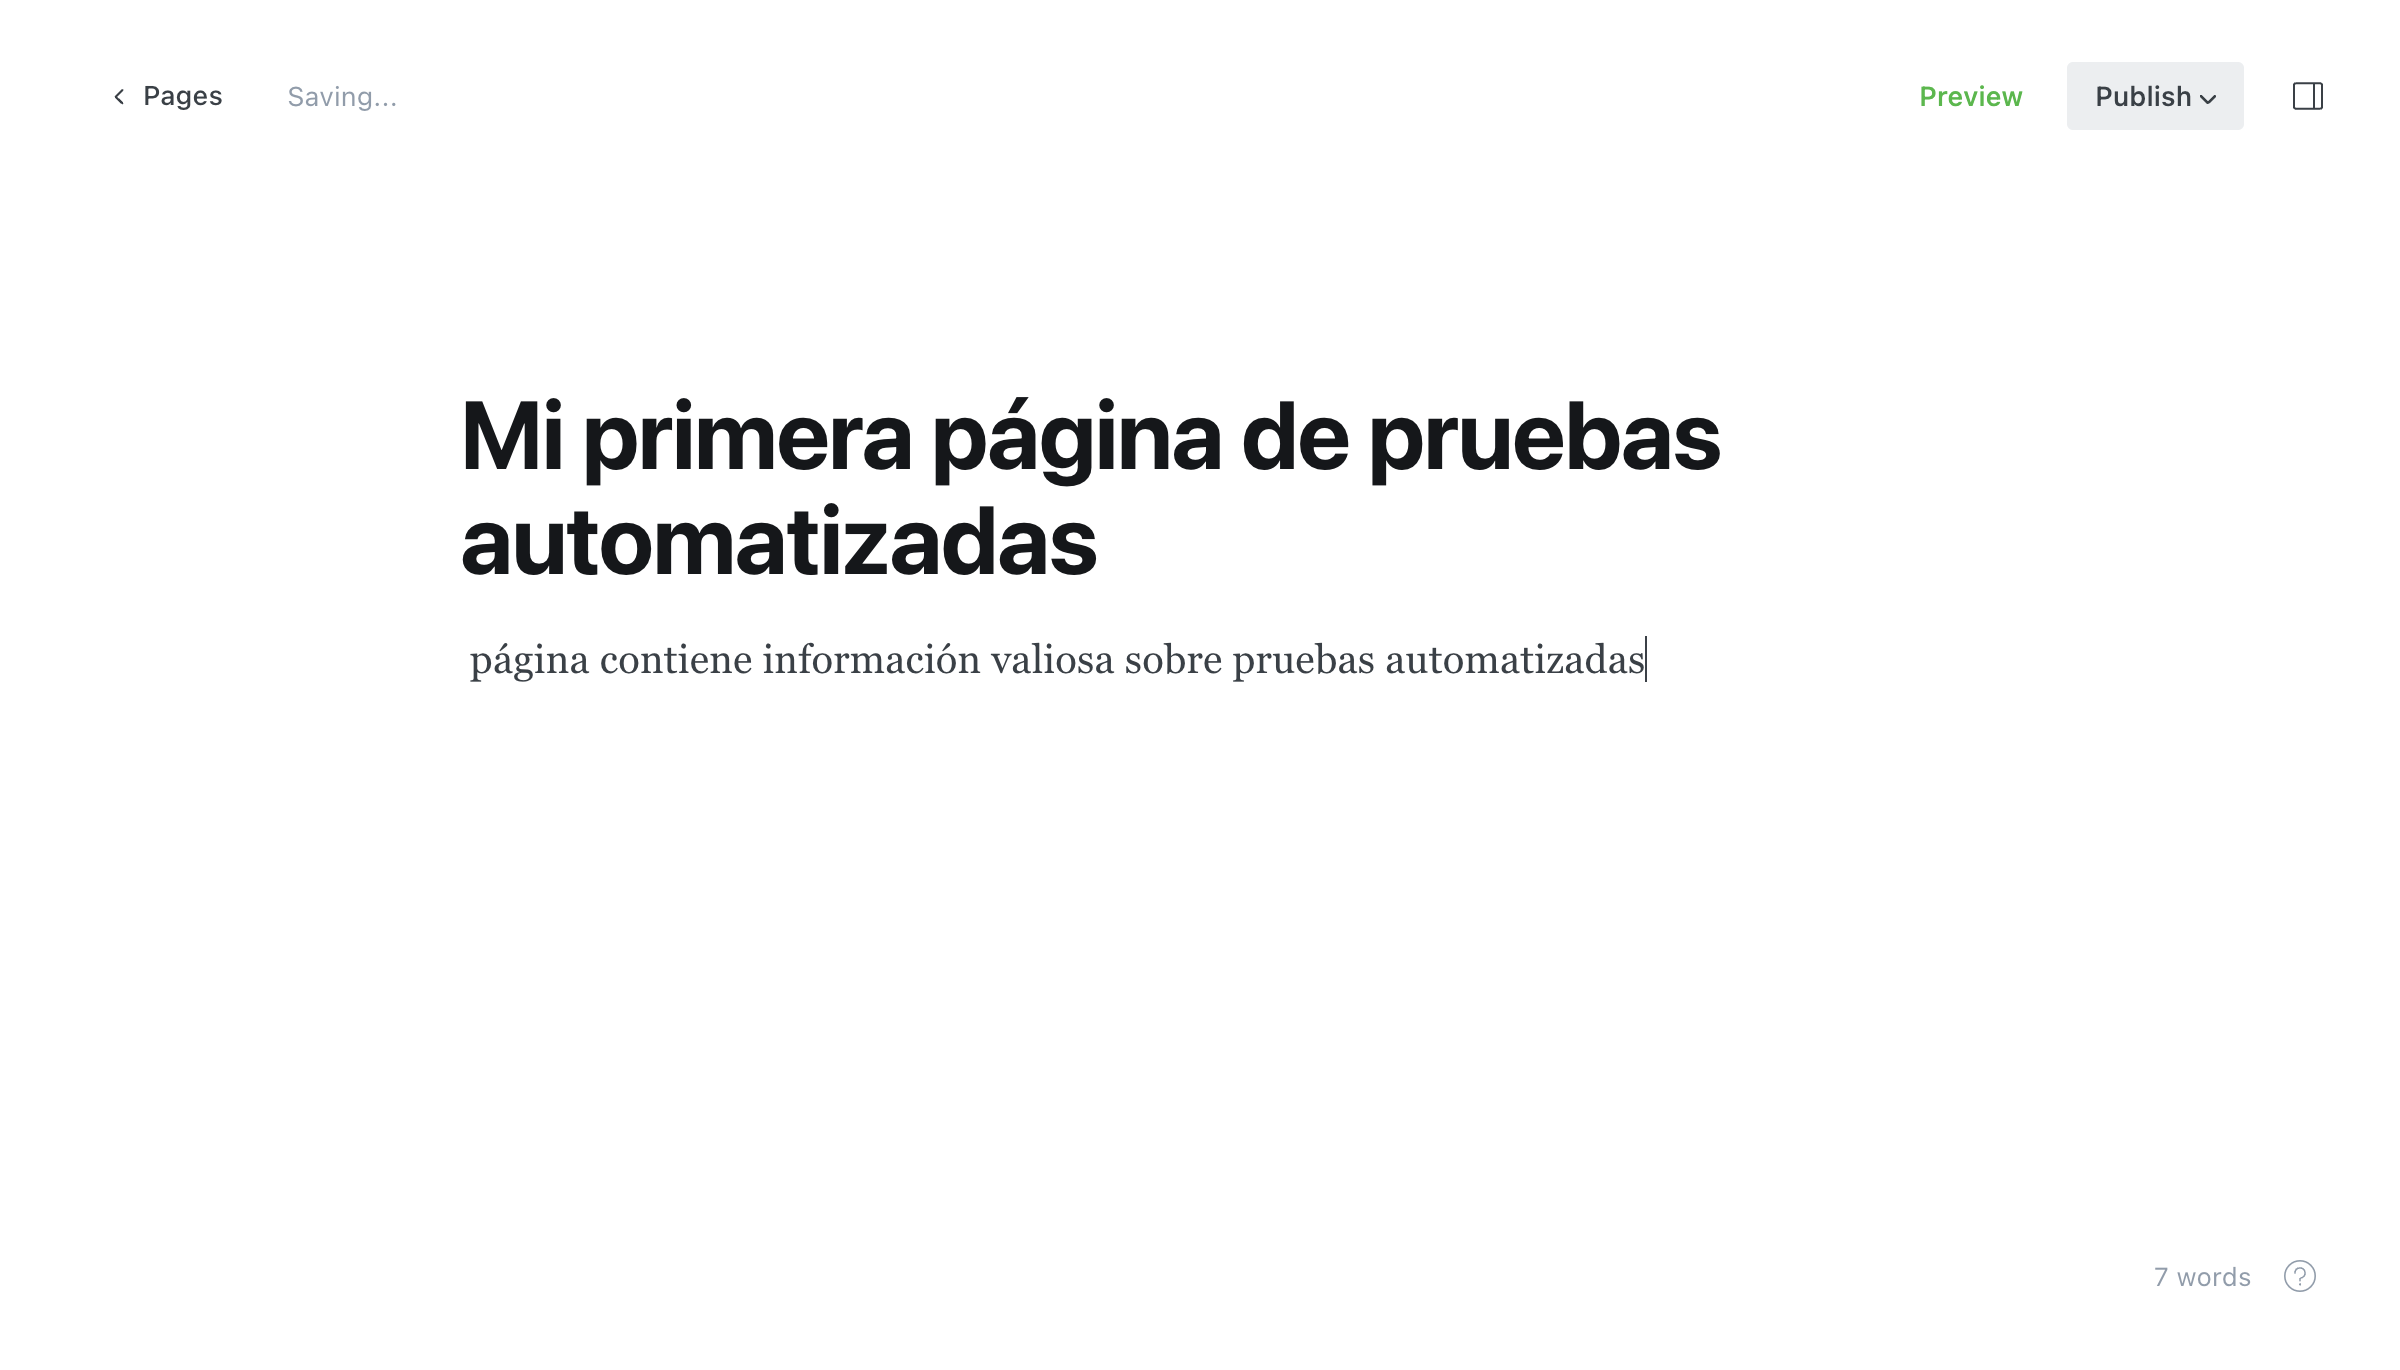 Pages
Saving...
Preview
Publish
Mi primera página de pruebas
automatizadas
página contiene información valiosa sobre pruebas automatizadas
7 words
?